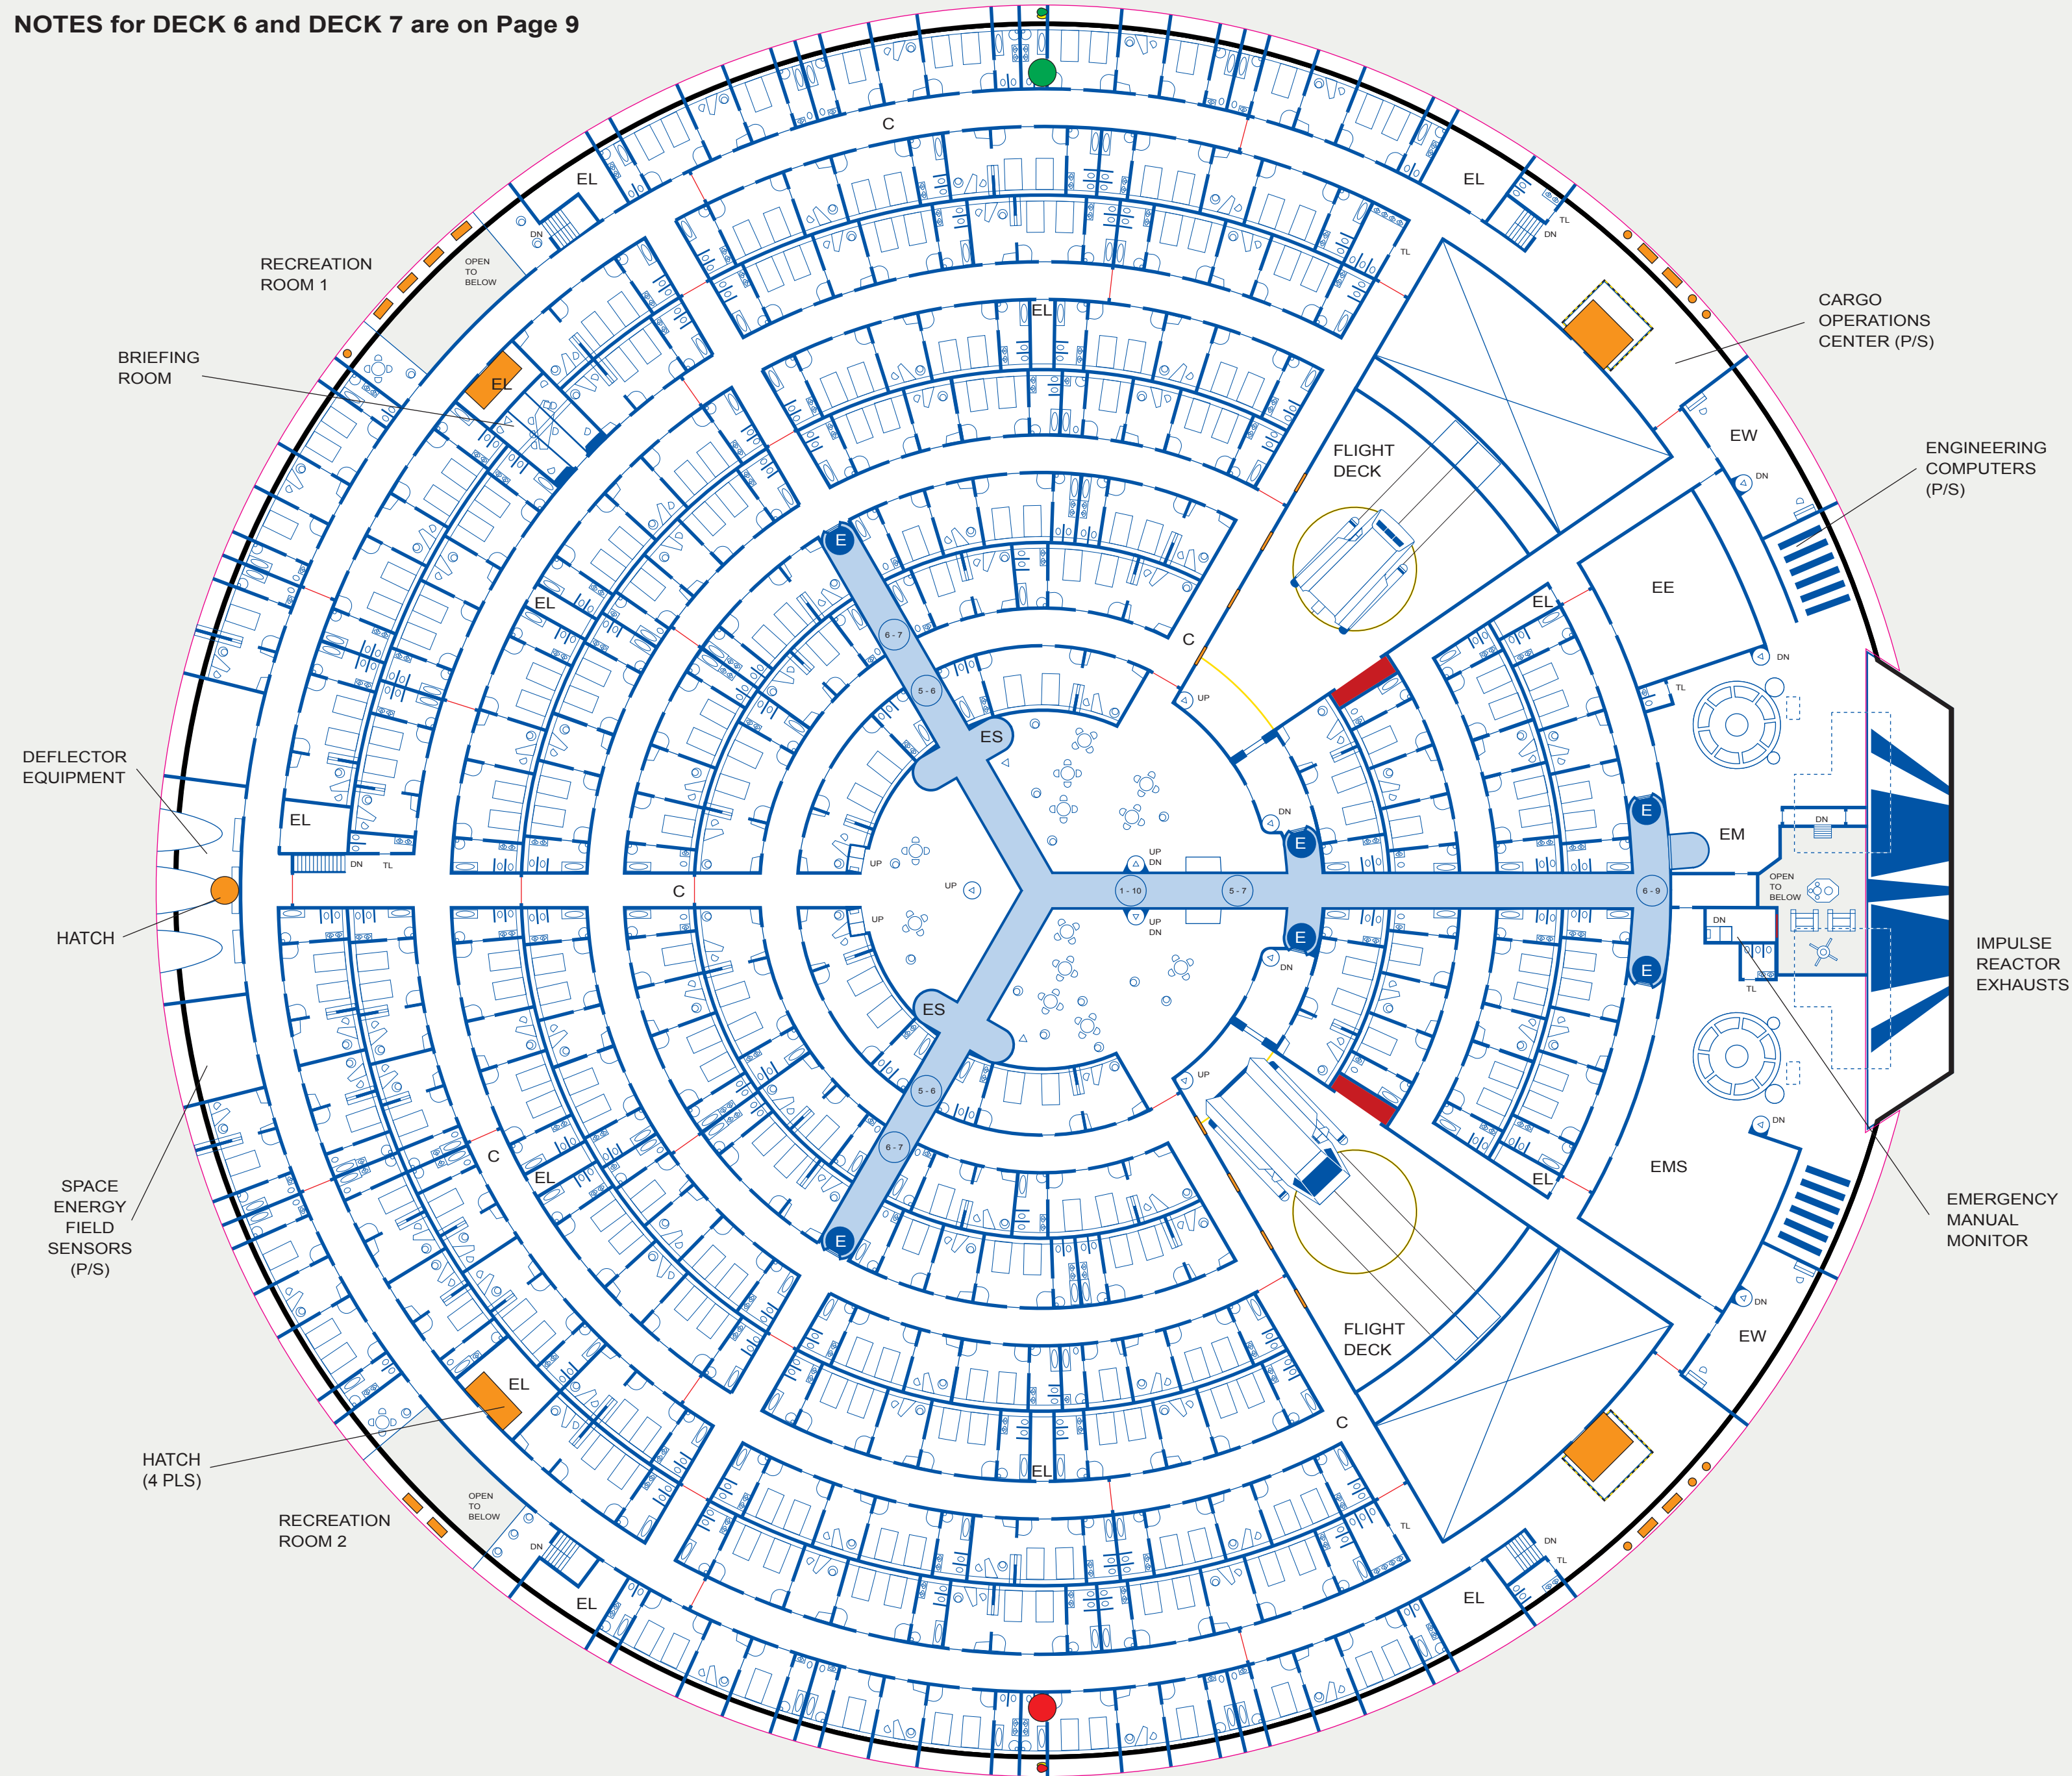 NOTES for DECK 6 and DECK 7 are on Page 9
C
EL
EL
DN
DN
TL
OPEN
TO
BELOW
RECREATION
ROOM 1
TL
EL
CARGO
OPERATIONS
CENTER (P/S)
BRIEFING
ROOM
EL
EW
FLIGHT
DECK
ENGINEERING
COMPUTERS
(P/S)
DN
E
EE
EL
EL
6 - 7
C
DN
5 - 6
TL
UP
ES
DEFLECTOR
EQUIPMENT
E
DN
EL
DN
EM
E
UP
DN
DN
TL
UP
OPEN
TO
BELOW
C
UP
1 - 10
5 - 7
6 - 9
UP
UP
DN
DN
HATCH
E
IMPULSE
REACTOR
EXHAUSTS
DN
E
TL
ES
UP
5 - 6
DN
6 - 7
C
EL
EL
EMS
SPACE
ENERGY
FIELD
SENSORS
(P/S)
EMERGENCY
MANUAL
MONITOR
E
DN
FLIGHT
DECK
EW
EL
C
HATCH
(4 PLS)
EL
OPEN
TO
BELOW
RECREATION
ROOM 2
TL
DN
DN
TL
EL
EL